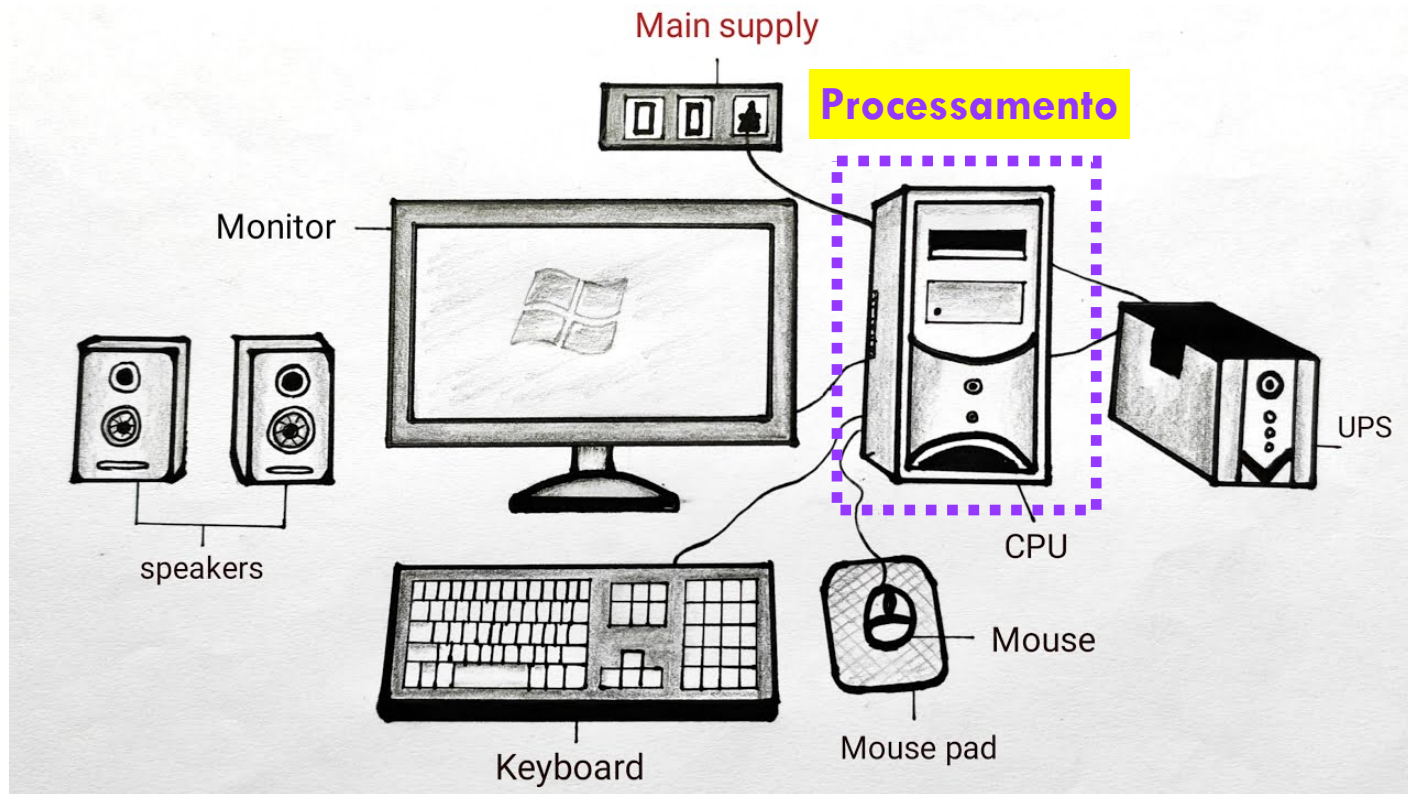 Main supply
Processamento
Monitor
UPS
CPU
speakers
Mouse
Mouse pad
Keyboard